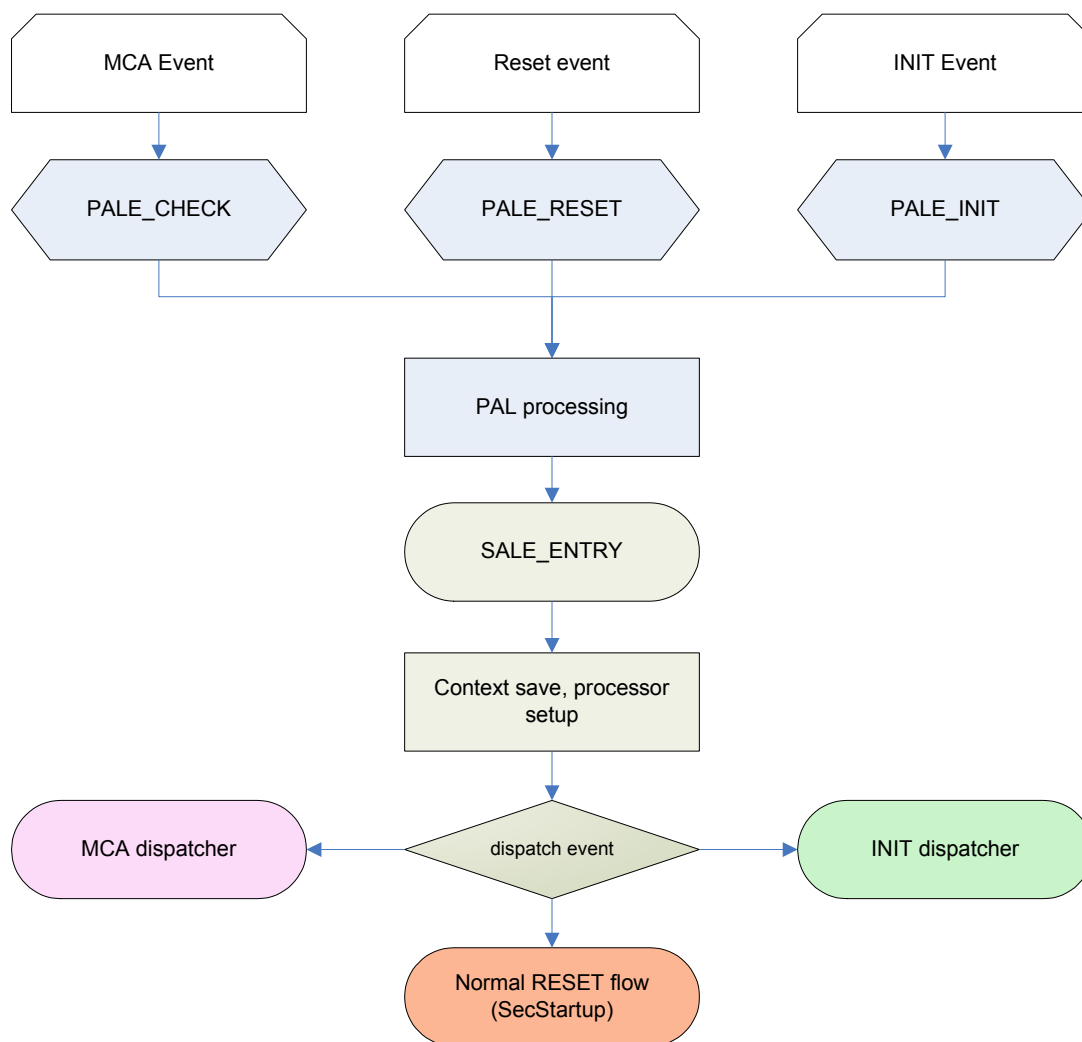 MCA Event
Reset event
INIT Event
PALE_CHECK
PALE_RESET
PALE_INIT
PAL processing
SALE_ENTRY
Context save, processor
setup
MCA dispatcher
dispatch event
INIT dispatcher
Normal RESET flow
(SecStartup)